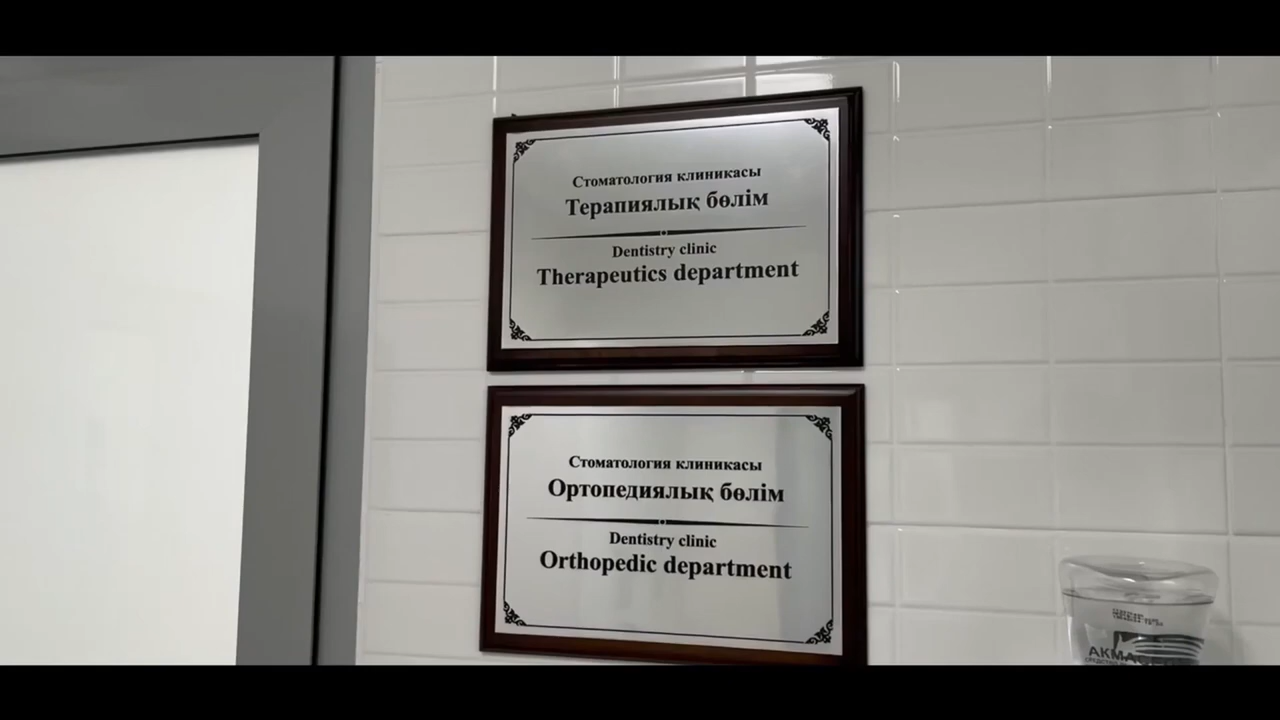 Стоматология клиникасы
Терапиялық бөлім
Dentistry clinic
Therapeutics department
Стоматология клиникасы
Ортопедиялық бөлім
Dentistry clinic
Orthopedic department